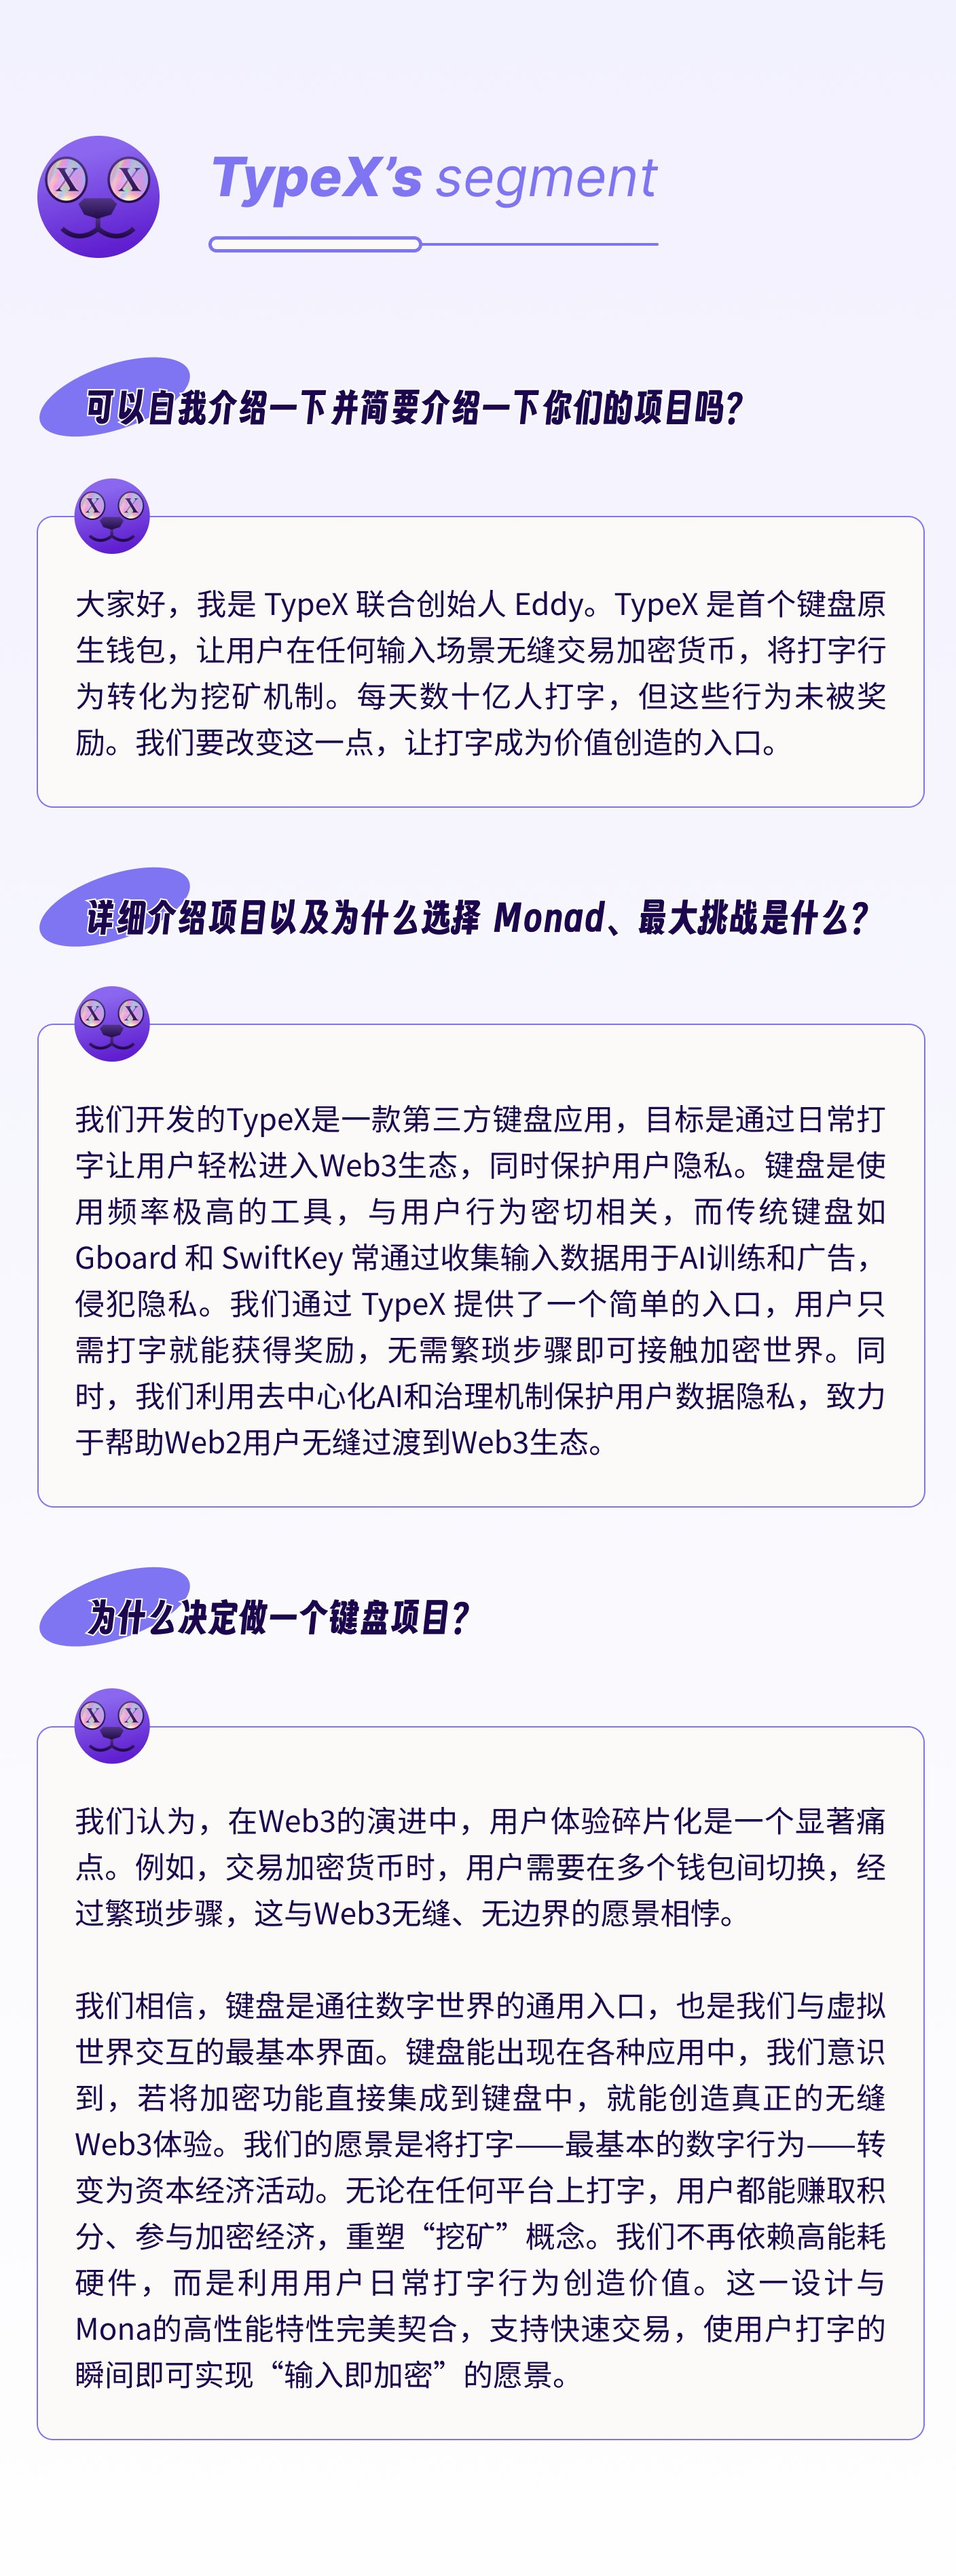 X X
TypeX's segment
可以自我介绍一下并简要介绍一下你们的项目吗?
X X
大家好，我是 TypeX 联合创始人 Eddy。TypeX 是首个键盘原
生钱包，让用户在任何输入场景无缝交易加密货币，将打字行
为转化为挖矿机制。每天数十亿人打字，但这些行为未被奖
励。我们要改变这一点，让打字成为价值创造的入口。
详细介绍项目以及为什么选择 Monad、最大挑战是什么?
X X
我们开发的TypeX是一款第三方键盘应用，目标是通过日常打
字让用户轻松进入Web3生态，同时保护用户隐私。键盘是使
用频率极高的工具，与用户行为密切相关，而传统键盘如
Gboard 和 SwiftKey 常通过收集输入数据用于AI训练和广告，
侵犯隐私。我们通过 TypeX 提供了一个简单的入口，用户只
需打字就能获得奖励，无需繁琐步骤即可接触加密世界。同
时，我们利用去中心化AI和治理机制保护用户数据隐私，致力
于帮助Web2用户无缝过渡到Web3生态。
为什么决定做一个键盘项目?
X X
我们认为，在Web3的演进中，用户体验碎片化是一个显著痛
点。例如，交易加密货币时，用户需要在多个钱包间切换，经
过繁琐步骤，这与Web3无缝、无边界的愿景相悖。
我们相信，键盘是通往数字世界的通用入口，也是我们与虚拟
世界交互的最基本界面。键盘能出现在各种应用中，我们意识
到，若将加密功能直接集成到键盘中，就能创造真正的无缝
Web3体验。我们的愿景是将打字——最基本的数字行为——转
变为资本经济活动。无论在任何平台上打字，用户都能赚取积
分、参与加密经济，重塑“挖矿”概念。我们不再依赖高能耗
硬件，而是利用用户日常打字行为创造价值。这一设计与
Mona的高性能特性完美契合，支持快速交易，使用户打字的
瞬间即可实现“输入即加密”的愿景。